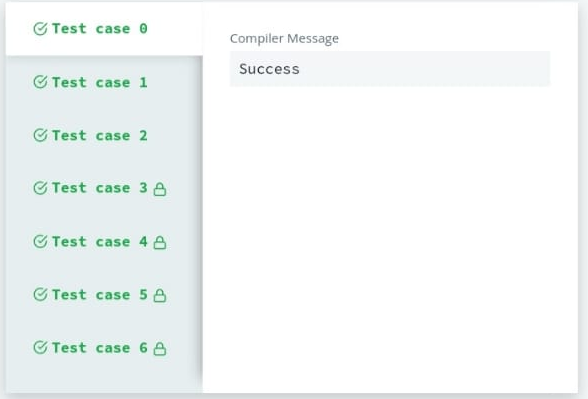 Test case 0
Test case 1
Test case 2
Test case 3
Test case 4
Test case 5
Test case 6
Compiler Message
Success